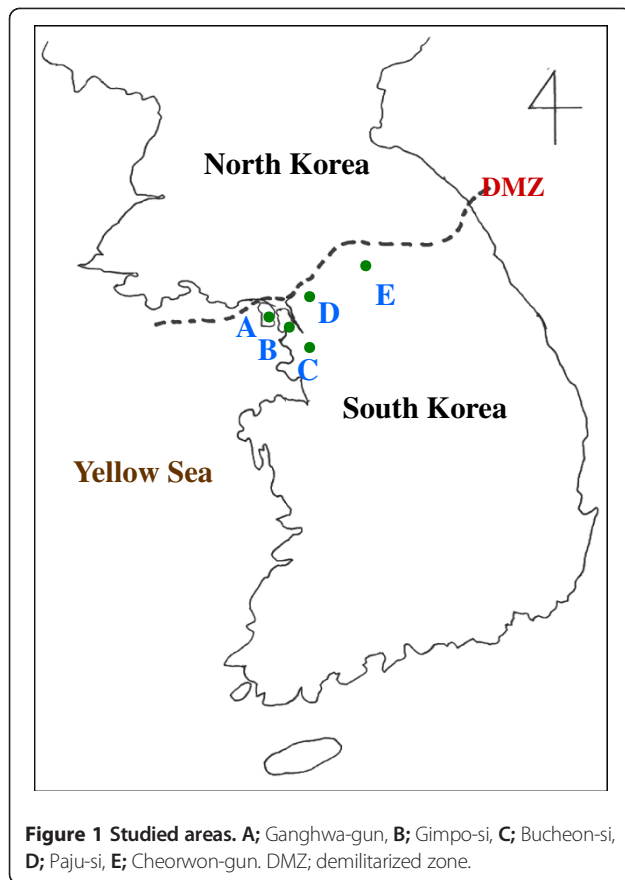 4
North Korea
DMZ
E
D
A
B
C
South Korea
Yellow Sea
Figure 1 Studied areas. A; Ganghwa-gun, B; Gimpo-si, C; Bucheon-si,
D; Paju-si, E; Cheorwon-gun. DMZ; demilitarized zone.